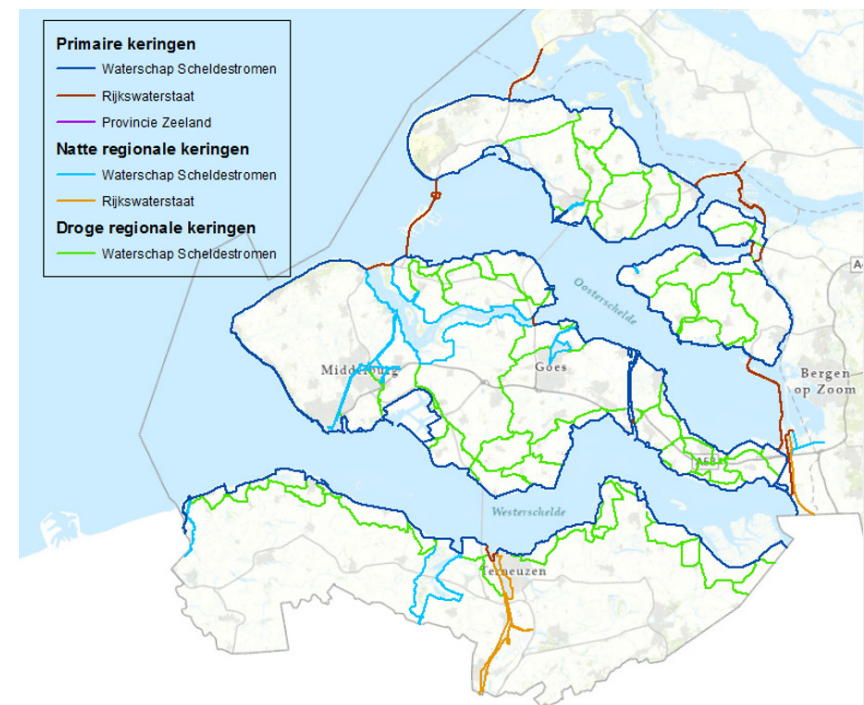 Primaire keringen
Waterschap Scheldestromen
Rijkswaterstaat
Provincie Zeeland
Natte regionale keringen
Waterschap Scheldestromen
Rijkswaterstaat
Droge regionale keringen
Waterschap Scheldestromen
Oosterschelde
Middelburg
Goes
Bergen
op Zoom
A58
Westerschelde
Terneuzen